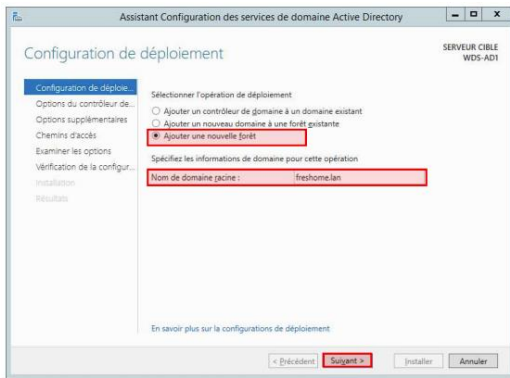 Assistant Configuration des services de domaine Active Directory
Configuration de déploiement
SERVEUR CIBLE
WDS-AD1
Configuration de déploie...
Options du contrôleur de...
Options supplémentaires
Chemins d'accès
Examiner les options
Vérification de la configur...
Installation
Résultats
Sélectionner l'opération de déploiement
Ajouter un contrôleur de domaine à un domaine existant
Ajouter un nouveau domaine à une forêt existante
Ajouter une nouvelle forêt
Spécifiez les informations de domaine pour cette opération
Nom de domaine racine : freshome.lan
En savoir plus sur la configurations de déploiement
< Précédent
Suivant >
Installer
Annuler